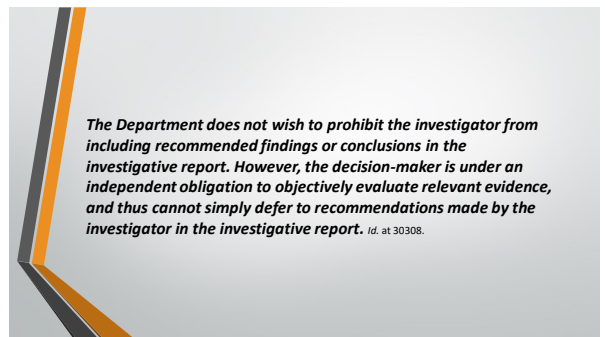 The Department does not wish to prohibit the investigator from
including recommended findings or conclusions in the
investigative report. However, the decision-maker is under an
independent obligation to objectively evaluate relevant evidence,
and thus cannot simply defer to recommendations made by the
investigator in the investigative report. Id. at 30308.